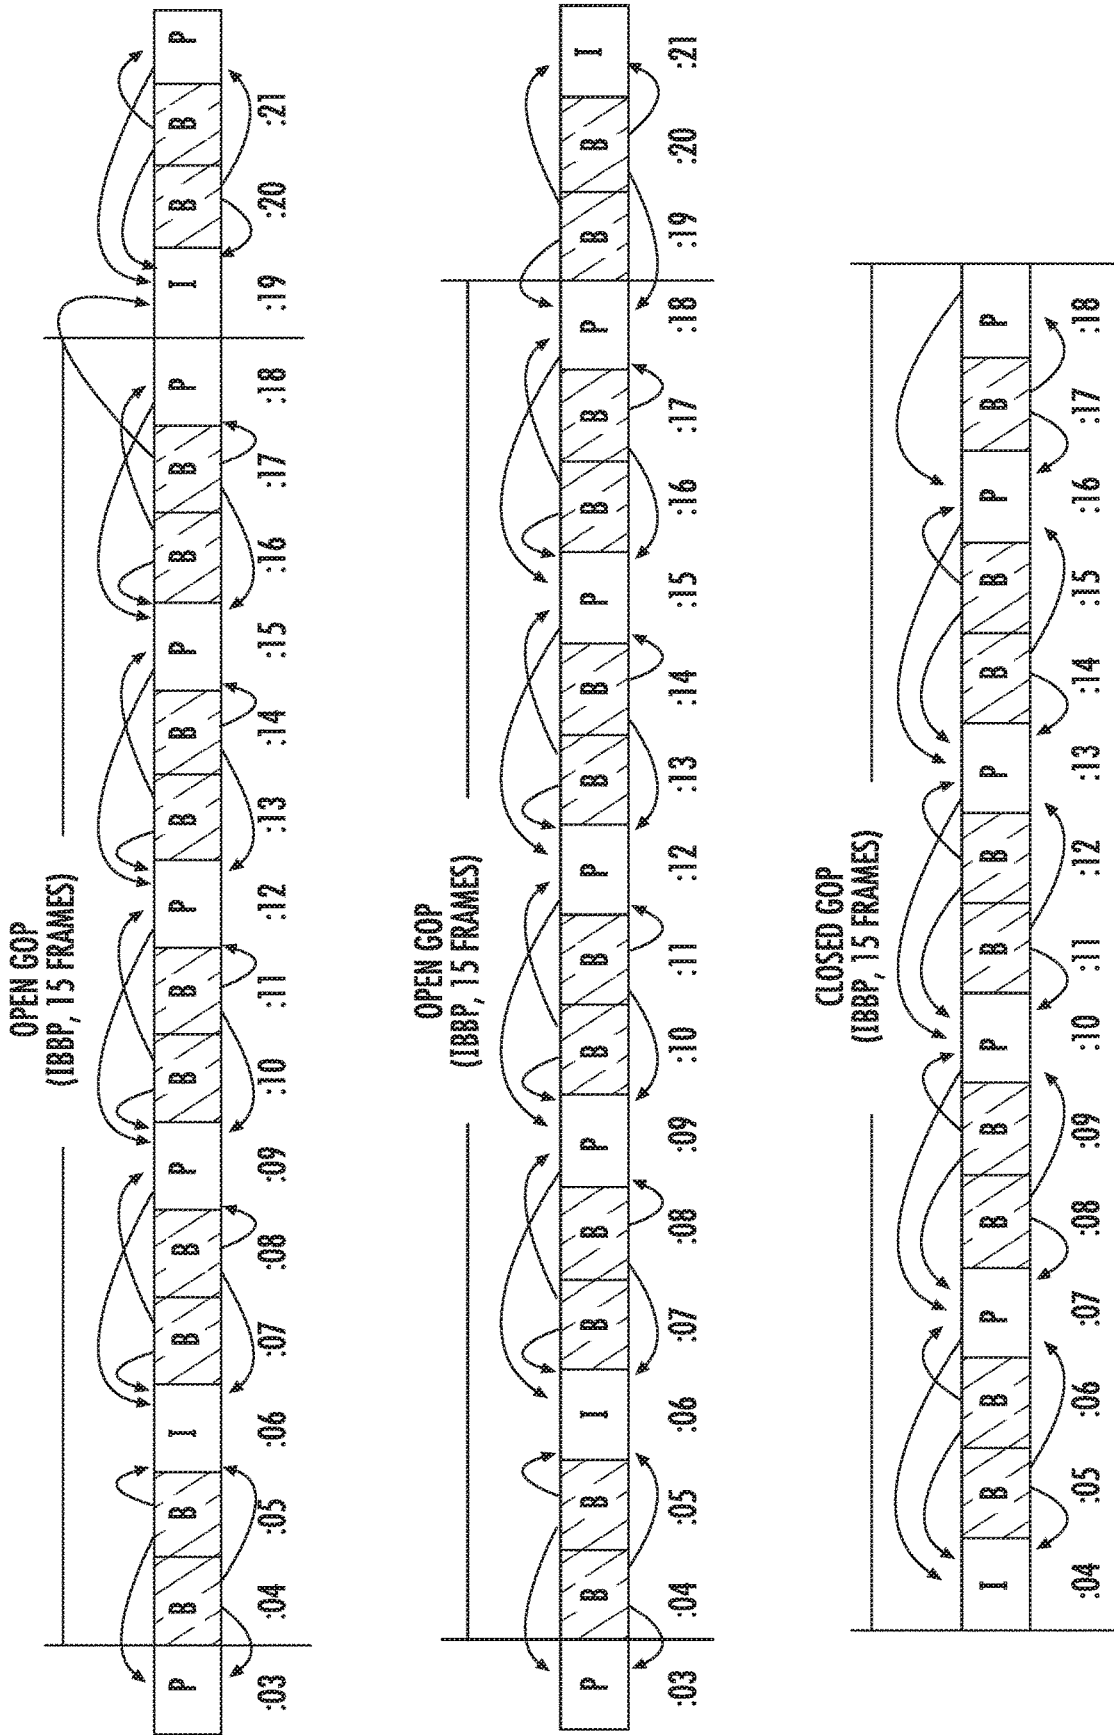 OPEN GOP
(IBBP, 15 FRAMES)
P B B I B B P B B P B B P B B P I B B P
:03 :04 :05 :06 :07 :08 :09 :10 :11 :12 :13 :14 :15 :16 :17 :18 :19 :20 :21
OPEN GOP
(IBBP, 15 FRAMES)
P B B I B B P B B P B B P B B P B B I
:03 :04 :05 :06 :07 :08 :09 :10 :11 :12 :13 :14 :15 :16 :17 :18 :19 :20 :21
CLOSED GOP
(IBBP, 15 FRAMES)
I B B P B B P B B P B B P B P
:04 :05 :06 :07 :08 :09 :10 :11 :12 :13 :14 :15 :16 :17 :18